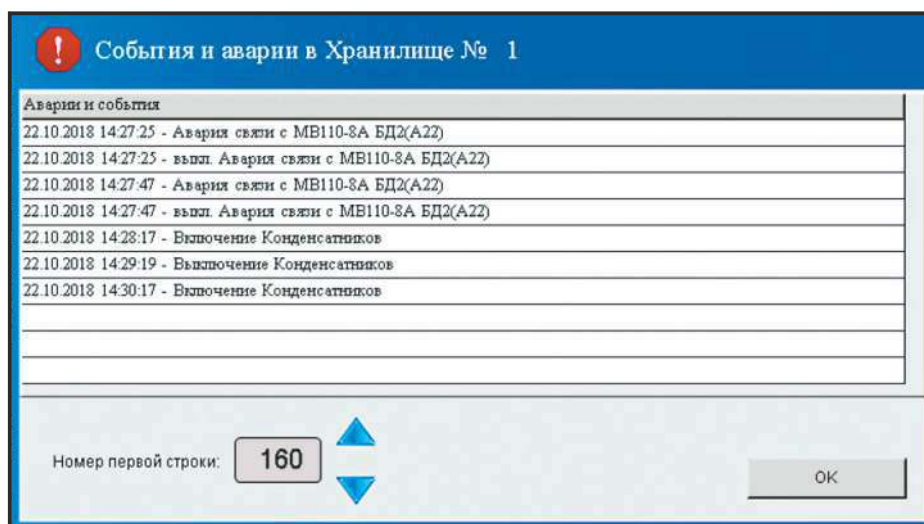 События и аварии в Хранилище № 1
Аварии и события
22.10.2018 14:27:25 - Авария связи с МВ110-8А БД2(А22)
22.10.2018 14:27:25 - выкл. Авария связи с МВ110-8А БД2(А22)
22.10.2018 14:27:47 - Авария связи с МВ110-8А БД2(А22)
22.10.2018 14:27:47 - выкл. Авария связи с МВ110-8А БД2(А22)
22.10.2018 14:28:17 - Включение Конденсатников
22.10.2018 14:29:19 - Выключение Конденсатников
22.10.2018 14:30:17 - Включение Конденсатников
Номер первой строки: 160
OK